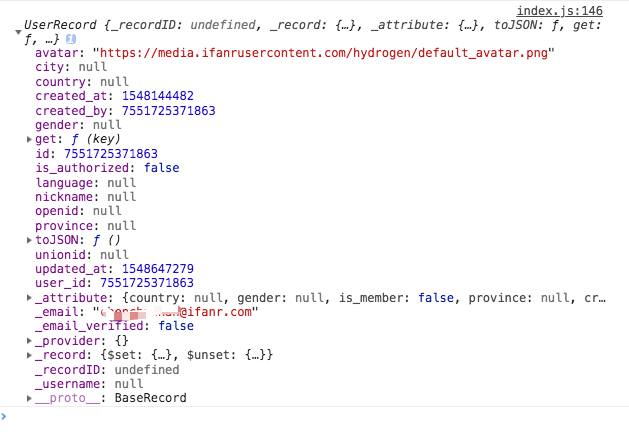 index.js:146
UserRecord {_recordID: undefined, _record: {…}, _attribute: {…}, toJSON: ƒ, get:
ƒ, …} i
avatar: "https://media.ifanrusercontent.com/hydrogen/default_avatar.png"
city: null
country: null
created_at: 1548144482
created_by: 7551725371863
gender: null
get: ƒ (key)
id: 7551725371863
is_authorized: false
language: null
nickname: null
openid: null
province: null
toJSON: ƒ ()
unionid: null
updated_at: 1548647279
user_id: 7551725371863
_attribute: {country: null, gender: null, is_member: false, province: null, cr…
_email: "@ifanr.com"
_email_verified: false
_provider: {}
_record: {$set: {…}, $unset: {…}}
_recordID: undefined
_username: null
__proto__: BaseRecord